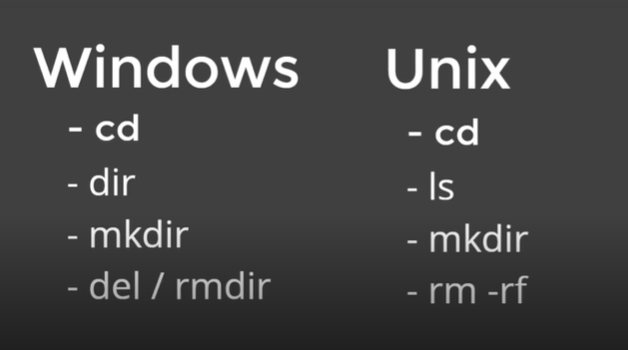 Windows
- cd
- dir
- mkdir
- del / rmdir
Unix
- cd
- ls
- mkdir
- rm -rf